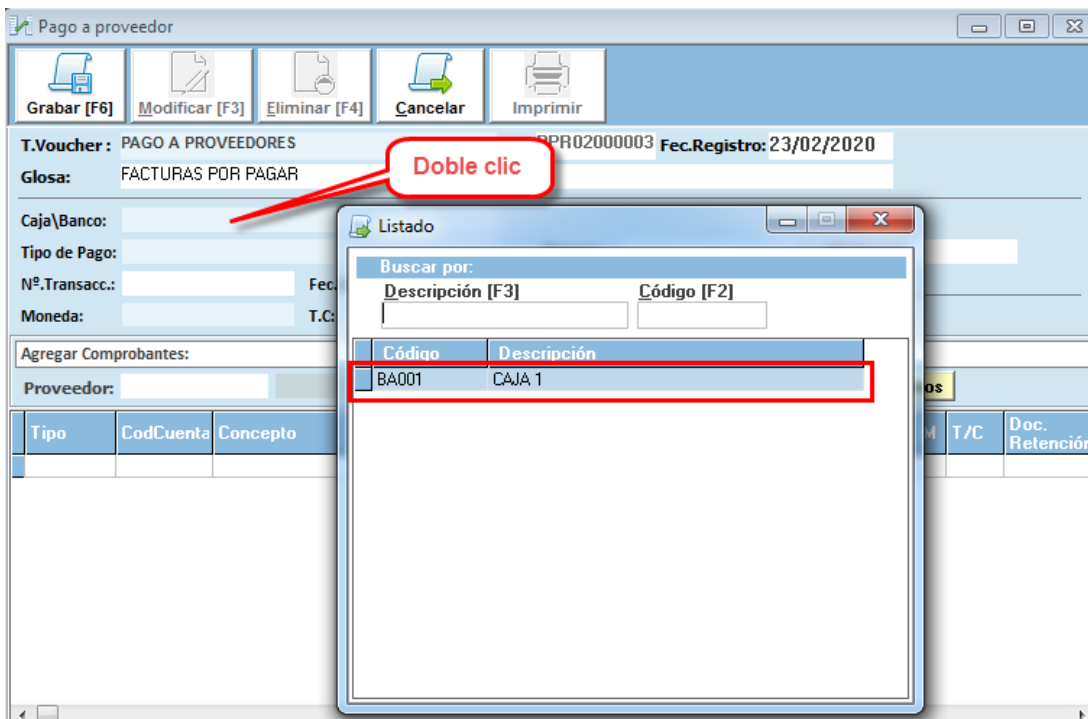 Pago a proveedor
Grabar [F6] Modificar [F3] Eliminar [F4] Cancelar Imprimir
T.Voucher : PAGO A PROVEEDORES PPR02000003 Fec.Registro: 23/02/2020
Doble clic
Glosa: FACTURAS POR PAGAR
Caja\Banco:
Tipo de Pago:
Nº.Transacc.: Fec.
Moneda: T.C:
Agregar Comprobantes:
Proveedor: os
Tipo CodCuenta Concepto M T/C Doc. Retención
Listado
Buscar por:
Descripción [F3] Código [F2]
Código Descripción
BA001 CAJA 1